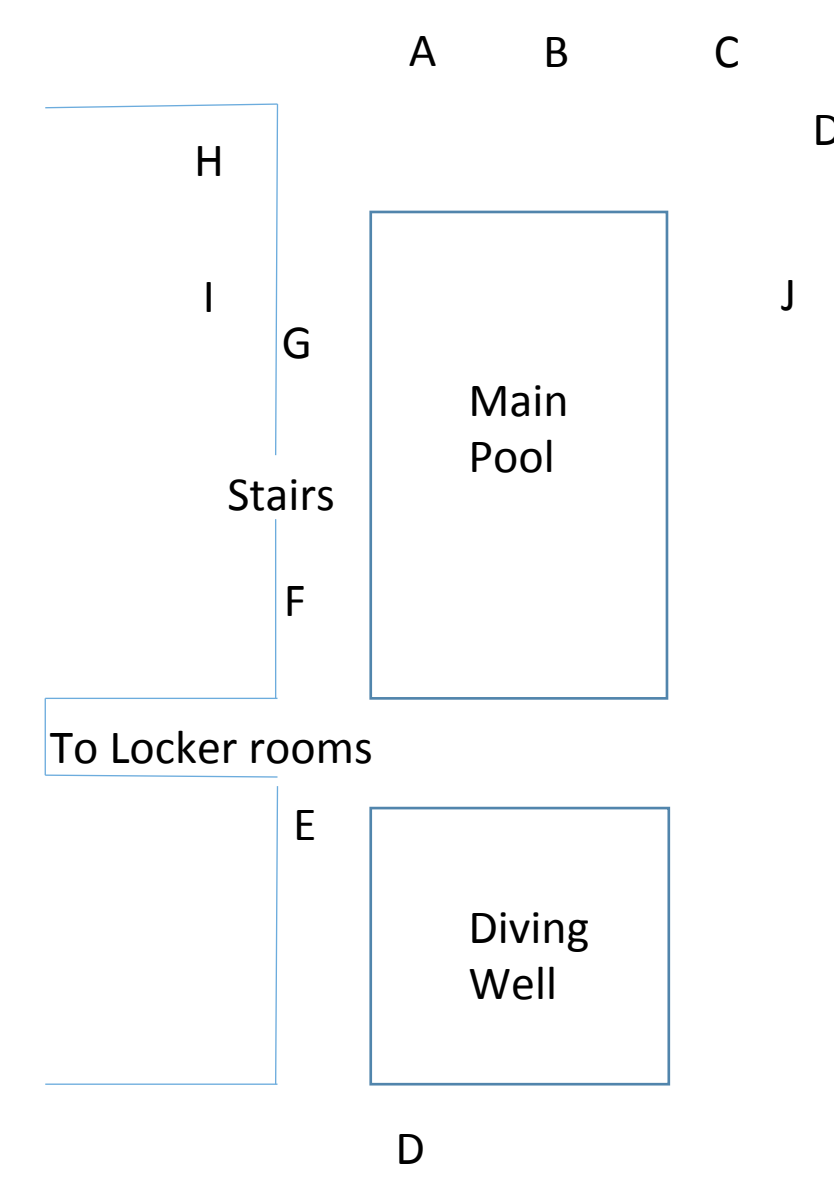 A B C
D
H
I J
G
Main
Pool
Stairs
F
To Locker rooms
E
Diving
Well
D